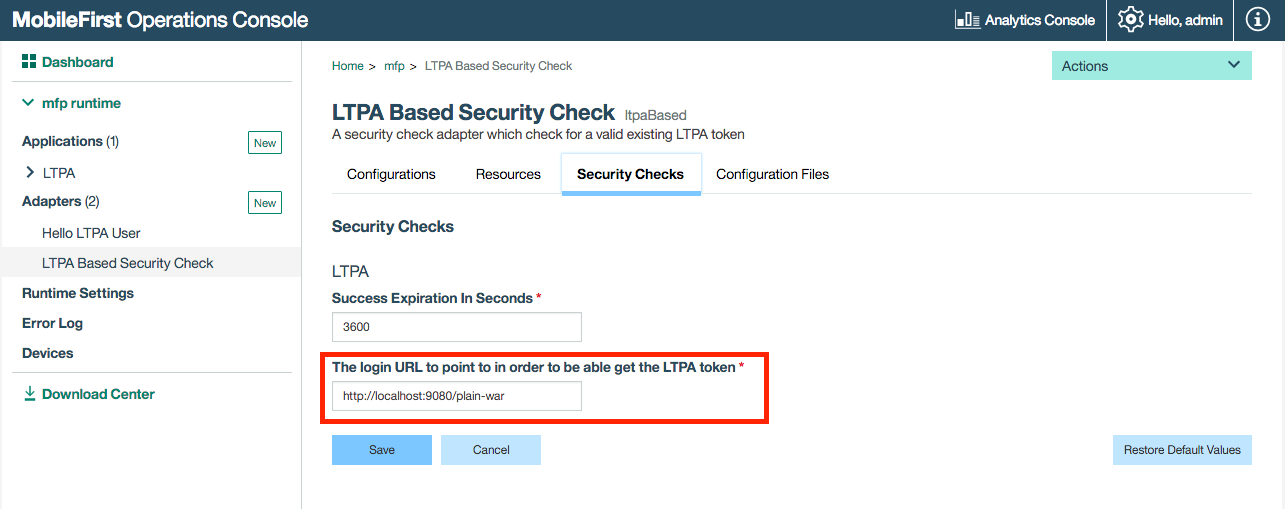 MobileFirst Operations Console
Analytics Console
Hello, admin
Dashboard
mfp runtime
Applications (1)
New
LTPA
Adapters (2)
New
Hello LTPA User
LTPA Based Security Check
Runtime Settings
Error Log
Devices
Download Center
Home > mfp > LTPA Based Security Check
Actions
LTPA Based Security Check ltpaBased
A security check adapter which check for a valid existing LTPA token
Configurations Resources Security Checks Configuration Files
Security Checks
LTPA
Success Expiration In Seconds *
3600
The login URL to point to in order to be able get the LTPA token *
http://localhost:9080/plain-war
Save Cancel Restore Default Values